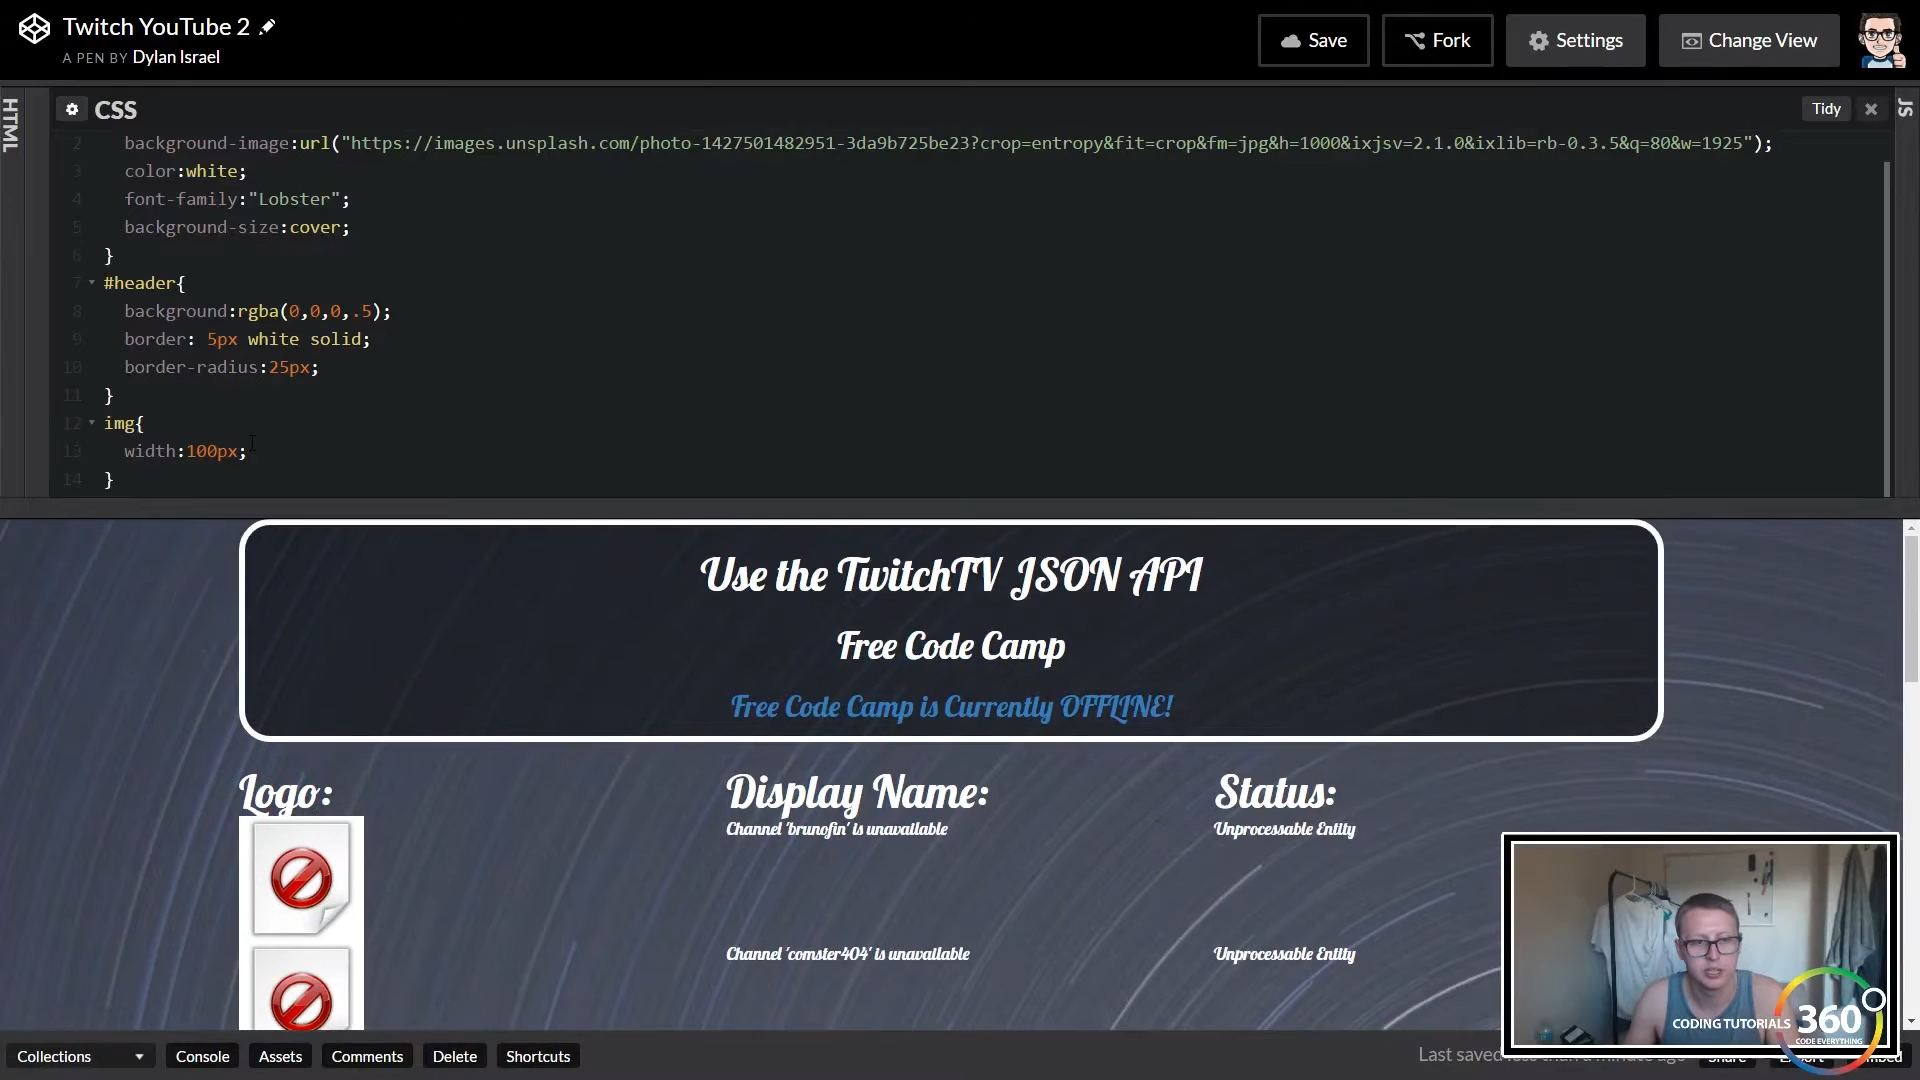 Twitch YouTube 2
A PEN BY Dylan Israel
Save
Fork
Settings
Change View
HTML
CSS
Tidy
JS
2 background-image:url("https://images.unsplash.com/photo-1427501482951-3da9b725be23?crop=entropy&fit=crop&fm=jpg&h=1000&ixjsv=2.1.0&ixlib=rb-0.3.5&q=80&w=1925");
3 color:white;
4 font-family:"Lobster";
5 background-size:cover;
6 }
7 #header{
8 background:rgba(0,0,0,.5);
9 border: 5px white solid;
10 border-radius:25px;
11 }
12 img{
13 width:100px;
14 }
Use the TwitchTV JSON API
Free Code Camp
Free Code Camp is Currently OFFLINE!
Logo: Display Name: Status:
Channel 'brunofin' is unavailable Unprocessable Entity
Channel 'comster404' is unavailable Unprocessable Entity
CODING TUTORIALS 360
CODE EVERYTHING
Collections Console Assets Comments Delete Shortcuts
Last saved less than a minute ago